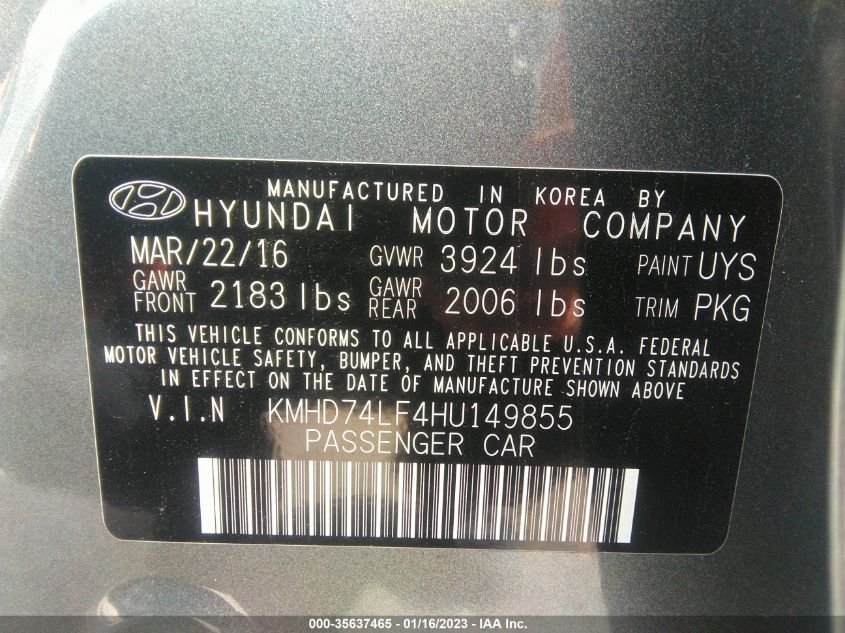 MANUFACTURED IN KOREA BY
HYUNDAI MOTOR COMPANY
MAR/22/16 GVWR 3924 lbs PAINT UYS
GAWR FRONT 2183 lbs GAWR REAR 2006 lbs TRIM PKG
THIS VEHICLE CONFORMS TO ALL APPLICABLE U.S.A. FEDERAL
MOTOR VEHICLE SAFETY, BUMPER, AND THEFT PREVENTION STANDARDS
IN EFFECT ON THE DATE OF MANUFACTURE SHOWN ABOVE
V.I.N KMHD74LF4HU149855
PASSENGER CAR
000-35637465 - 01/16/2023 - IAA Inc.